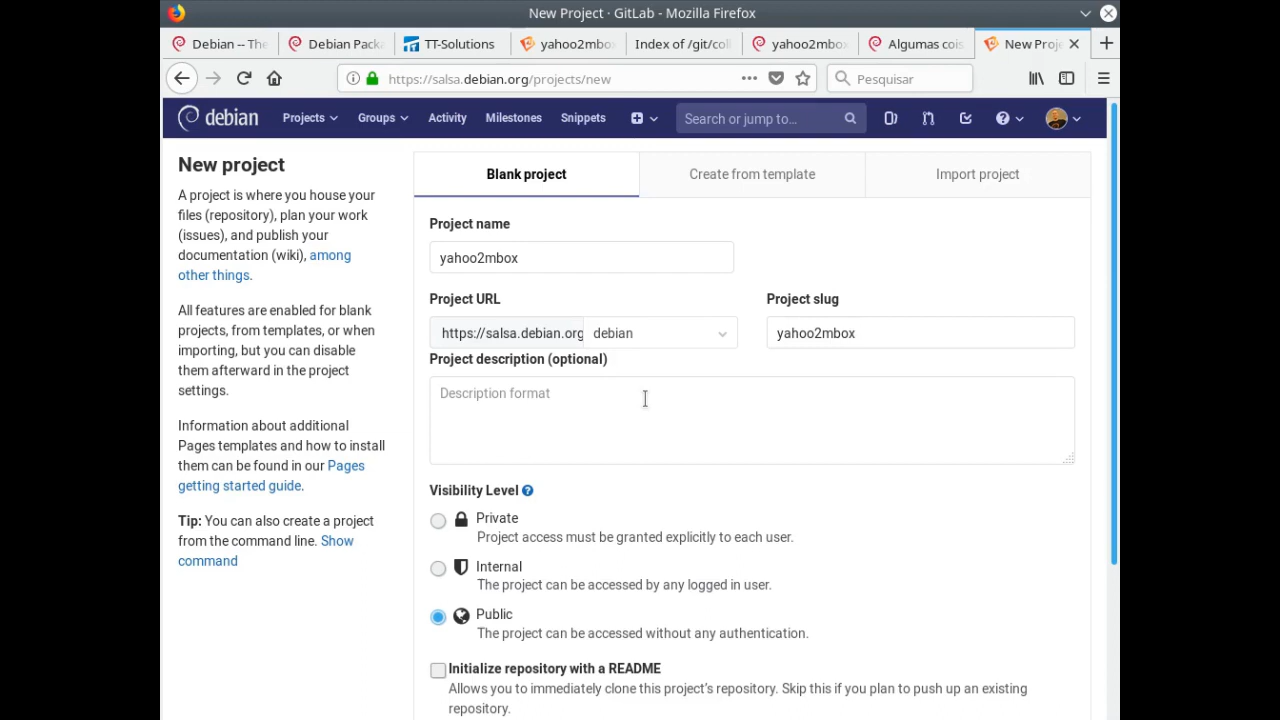 New Project · GitLab - Mozilla Firefox
Debian -- The
Debian Pack
TT-Solutions
yahoo2mbo
Index of /git/col
yahoo2mbo
Algumas cois
New Proj
https://salsa.debian.org/projects/new
Pesquisar
debian
Projects
Groups
Activity
Milestones
Snippets
Search or jump to...
New project
A project is where you house your
files (repository), plan your work
(issues), and publish your
documentation (wiki), among
other things.
All features are enabled for blank
projects, from templates, or when
importing, but you can disable
them afterward in the project
settings.
Information about additional
Pages templates and how to install
them can be found in our Pages
getting started guide.
Tip: You can also create a project
from the command line. Show
command
Blank project
Create from template
Import project
Project name
yahoo2mbox
Project URL
https://salsa.debian.org
debian
Project slug
yahoo2mbox
Project description (optional)
Description format
Visibility Level
Private
Project access must be granted explicitly to each user.
Internal
The project can be accessed by any logged in user.
Public
The project can be accessed without any authentication.
Initialize repository with a README
Allows you to immediately clone this project's repository. Skip this if you plan to push up an existing
repository.